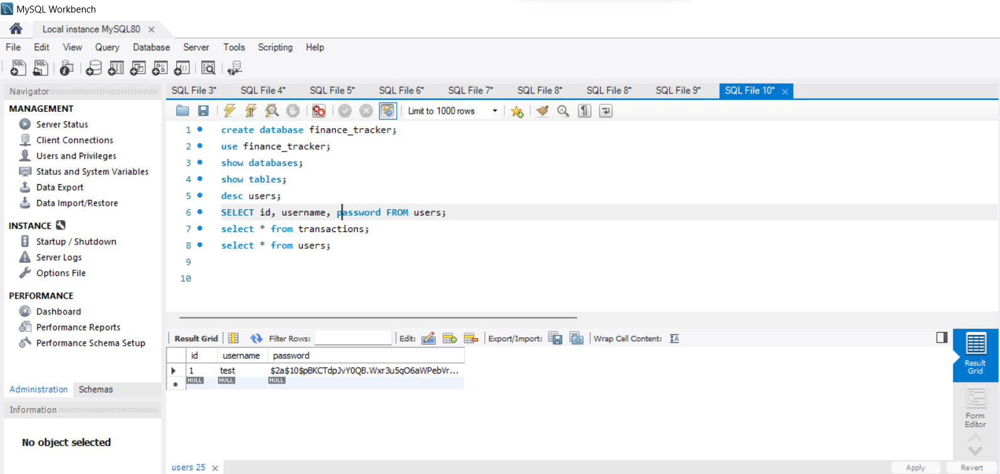 MySQL Workbench
Local instance MySQL80
File Edit View Query Database Server Tools Scripting Help
SQL File 3* SQL File 4* SQL File 5* SQL File 6* SQL File 7* SQL File 8* SQL File 8* SQL File 9* SQL File 10*
Navigator
MANAGEMENT
Server Status
Client Connections
Users and Privileges
Status and System Variables
Data Export
Data Import/Restore
INSTANCE
Startup / Shutdown
Server Logs
Options File
PERFORMANCE
Dashboard
Performance Reports
Performance Schema Setup
Administration Schemas
Information
No object selected
Limit to 1000 rows
1 create database finance_tracker;
2 use finance_tracker;
3 show databases;
4 show tables;
5 desc users;
6 SELECT id, username, password FROM users;
7 select * from transactions;
8 select * from users;
9
10
Result Grid Filter Rows: Edit: Export/Import: Wrap Cell Content:
id username password
1 test $2a$10$pBKCTdpJvY0QB.Wxr3u5qO6aWPebVr...
NULL NULL NULL
Result
Grid
Form
Editor
users 25
Apply Revert